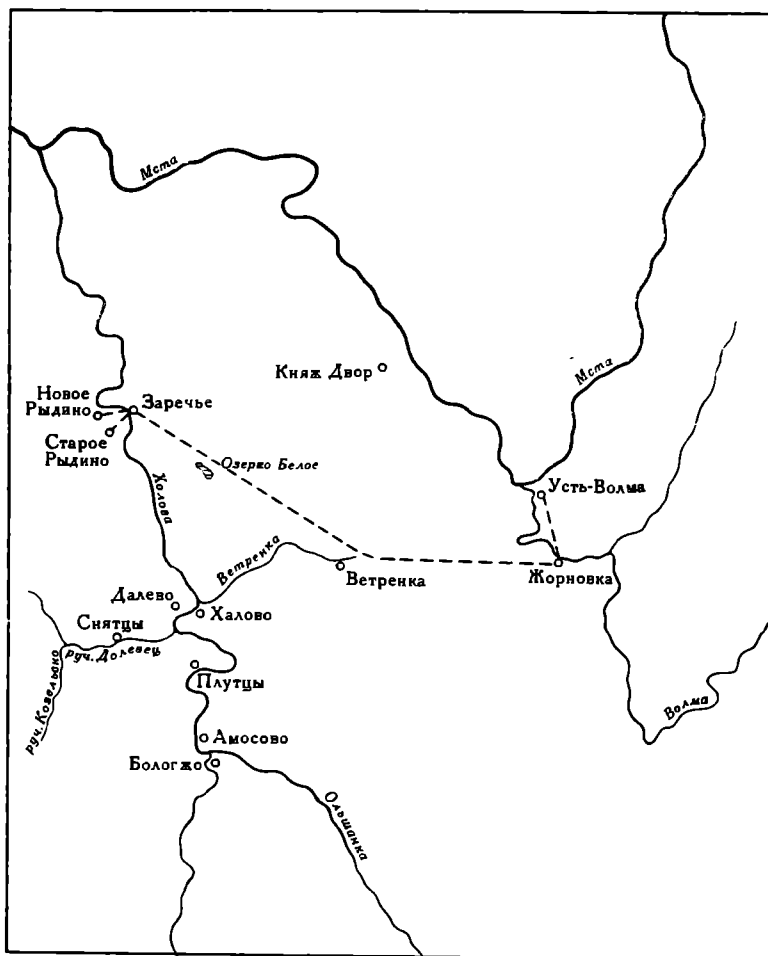 Мста
Княж Двор
Мста
Новое
Рыдино
Заречье
Старое
Рыдино
Озерко Белое
Холова
Усть-Волма
Ветренка
Ветренка
Жорновка
Далево
Халово
Снятцы
руч. Долевец
Плутцы
руч. Ковелько
Волма
Амосово
Бологжо
Ольшанка